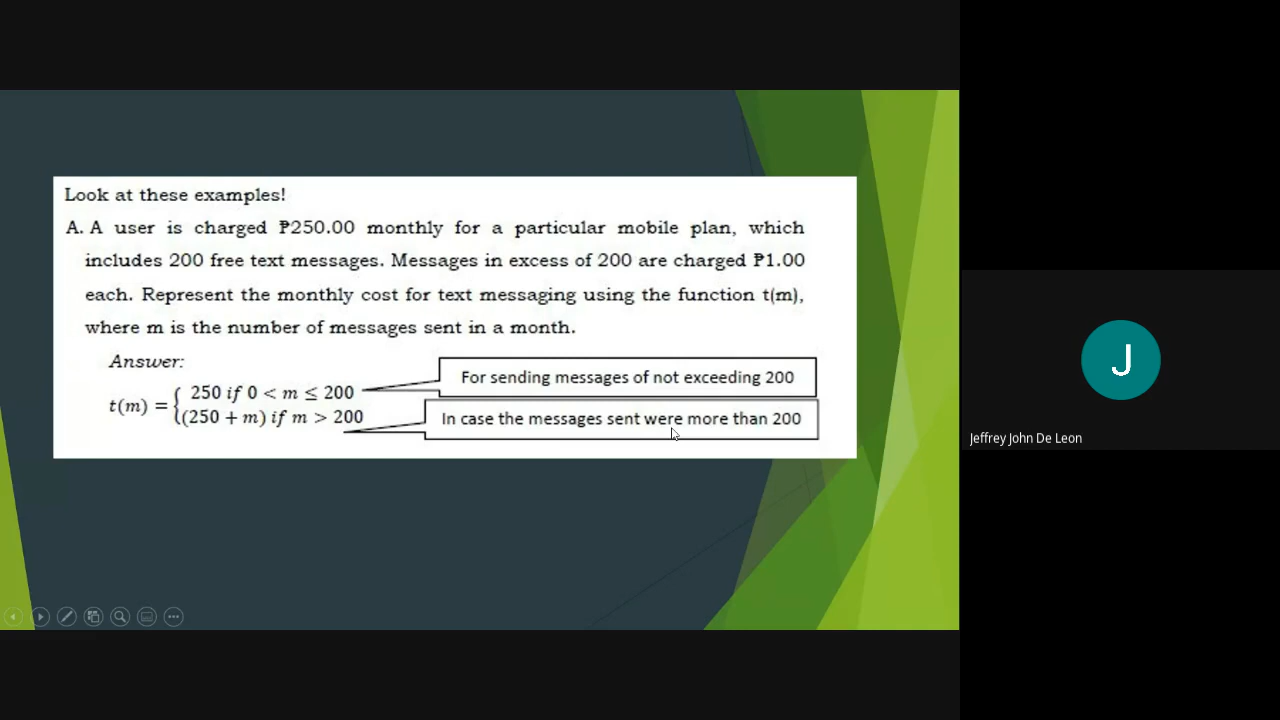 Look at these examples!
A. A user is charged ₱250.00 monthly for a particular mobile plan, which
includes 200 free text messages. Messages in excess of 200 are charged ₱1.00
each. Represent the monthly cost for text messaging using the function t(m),
where m is the number of messages sent in a month.
Answer:
t(m) = { 250 if 0 < m ≤ 200
(250 + m) if m > 200
For sending messages of not exceeding 200
In case the messages sent were more than 200
J
Jeffrey John De Leon